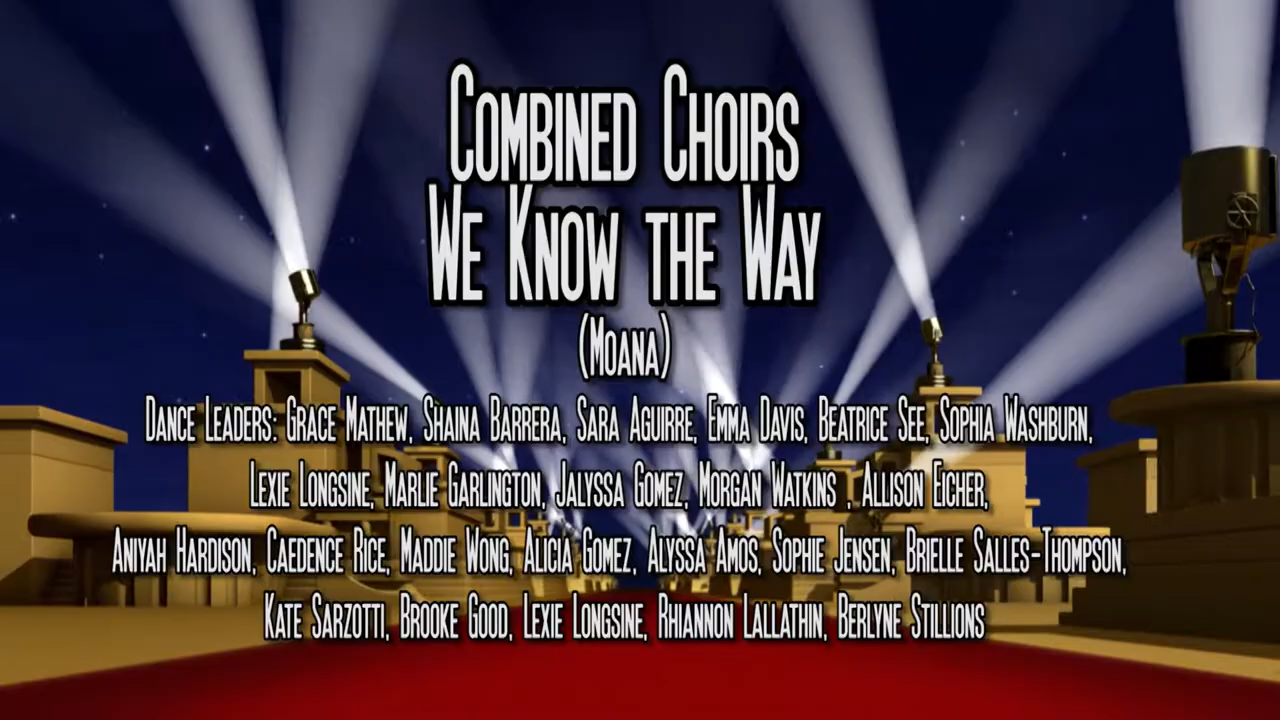 Combined Choirs
We Know the Way
(Moana)
Dance Leaders: Grace Mathew, Shaina Barrera, Sara Aguirre, Emma Davis, Beatrice See, Sophia Washburn,
Lexie Longsine, Marlie Garlington, Jalyssa Gomez, Morgan Watkins , Allison Eicher,
Aniyah Hardison, Caedence Rice, Maddie Wong, Alicia Gomez, Alyssa Amos, Sophie Jensen, Brielle Salles-Thompson,
Kate Sarzotti, Brooke Good, Lexie Longsine, Rhiannon Lallathin, Berlyne Stillions